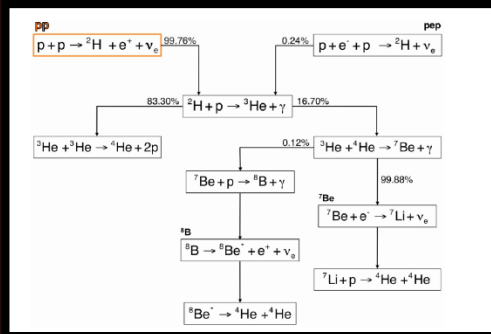 pp
pep
p + p → ²H + e⁺ + νₑ
99.76%
0.24%
p + e⁻ + p → ²H + νₑ
83.30%
²H + p → ³He + γ
16.70%
³He + ³He → ⁴He + 2p
0.12%
³He + ⁴He → ⁷Be + γ
⁷Be + p → ⁸B + γ
99.88%
⁷Be
⁷Be + e⁻ → ⁷Li + νₑ
⁸B
⁸B → ⁸Be* + e⁺ + νₑ
⁷Li + p → ⁴He + ⁴He
⁸Be* → ⁴He + ⁴He